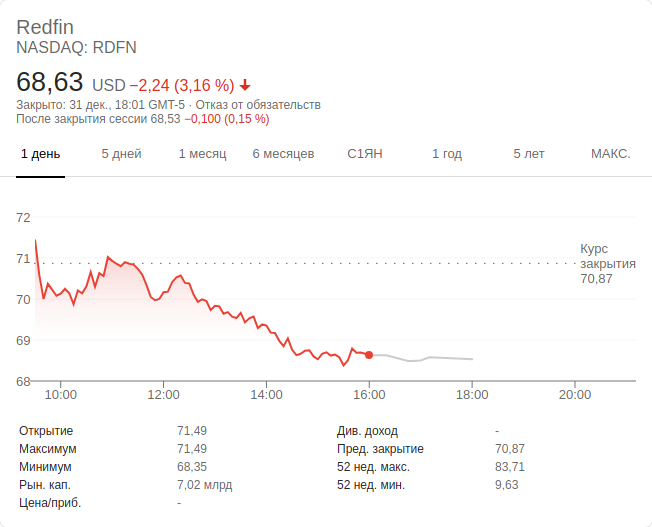 Redfin
NASDAQ: RDFN
68,63 USD −2,24 (3,16 %)
Закрыто: 31 дек., 18:01 GMT-5 · Отказ от обязательств
После закрытия сессии 68,53 −0,100 (0,15 %)
1 день 5 дней 1 месяц 6 месяцев С1ЯН 1 год 5 лет МАКС.
72
71
70
69
68
Курс
закрытия
70,87
10:00 12:00 14:00 16:00 18:00 20:00
Открытие 71,49 Див. доход -
Максимум 71,49 Пред. закрытие 70,87
Минимум 68,35 52 нед. макс. 83,71
Рын. кап. 7,02 млрд 52 нед. мин. 9,63
Цена/приб. -